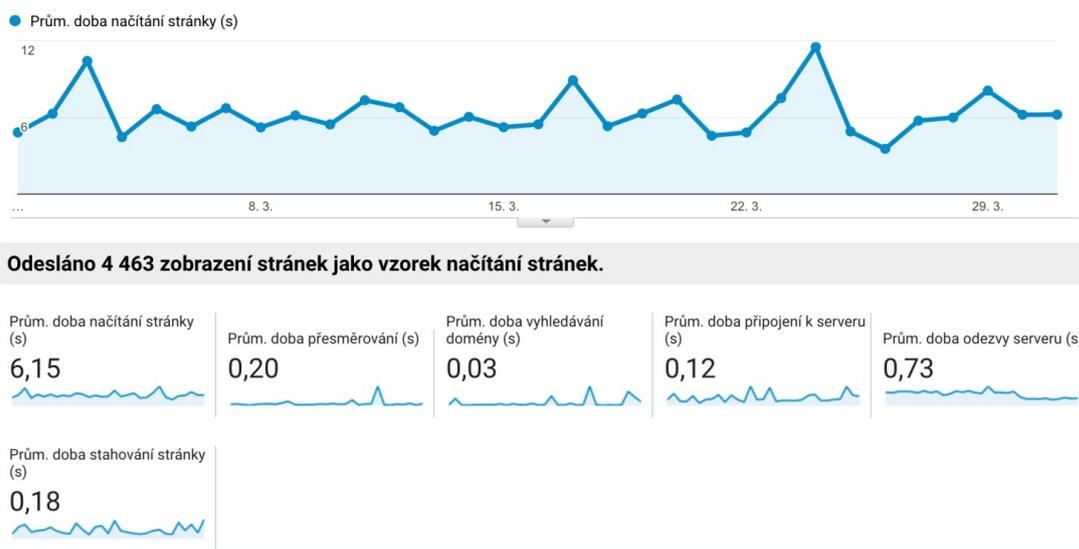 Prům. doba načítání stránky (s)
12
6
... 8. 3. 15. 3. 22. 3. 29. 3.
Odesláno 4 463 zobrazení stránek jako vzorek načítání stránek.
Prům. doba načítání stránky
(s)
6,15
Prům. doba přesměrování (s)
0,20
Prům. doba vyhledávání
domény (s)
0,03
Prům. doba připojení k serveru
(s)
0,12
Prům. doba odezvy serveru (s
0,73
Prům. doba stahování stránky
(s)
0,18